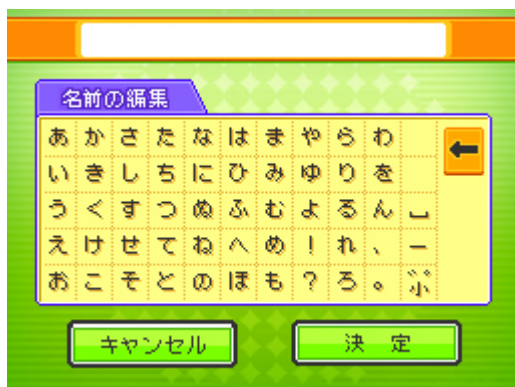 名前の編集
あ か さ た な は ま や ら わ
い き し ち に ひ み ゆ り を
う く す つ ぬ ふ む よ る ん ␣
え け せ て ね へ め ! れ 、 ー
お こ そ と の ほ も ? ろ 。 ゛゜小
キャンセル 決 定